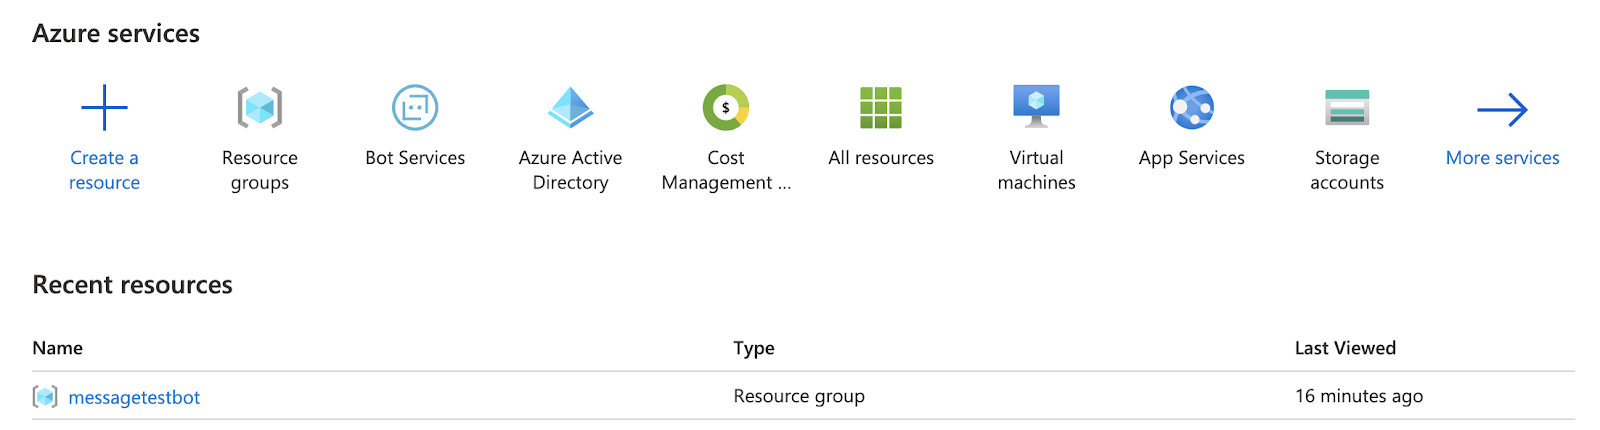 Azure services
Create a
resource
Resource
groups
Bot Services
Azure Active
Directory
$
Cost
Management ...
All resources
Virtual
machines
App Services
Storage
accounts
More services
Recent resources
Name Type Last Viewed
messagetestbot Resource group 16 minutes ago